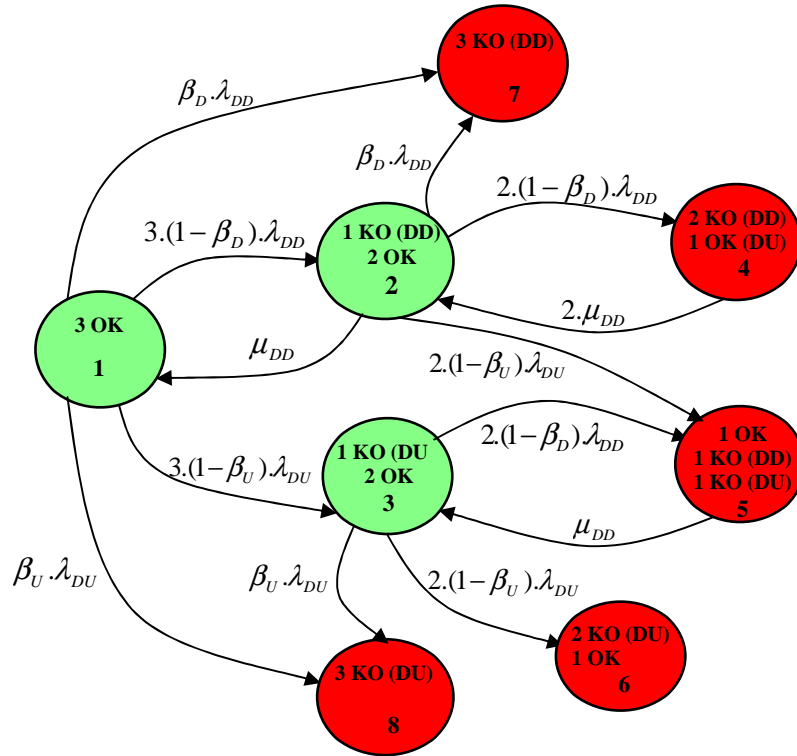 3 KO (DD)
7
β_D.λ_DD
β_D.λ_DD
2.(1−β_D).λ_DD
3.(1−β_D).λ_DD
1 KO (DD)
2 OK
2
2 KO (DD)
1 OK (DU)
4
2.μ_DD
3 OK
1
μ_DD
2.(1−β_U).λ_DU
1 KO (DU
2 OK
3
2.(1−β_D).λ_DD
1 OK
1 KO (DD)
1 KO (DU)
5
3.(1−β_U).λ_DU
μ_DD
β_U.λ_DU
β_U.λ_DU
2.(1−β_U).λ_DU
2 KO (DU)
1 OK
6
3 KO (DU)
8